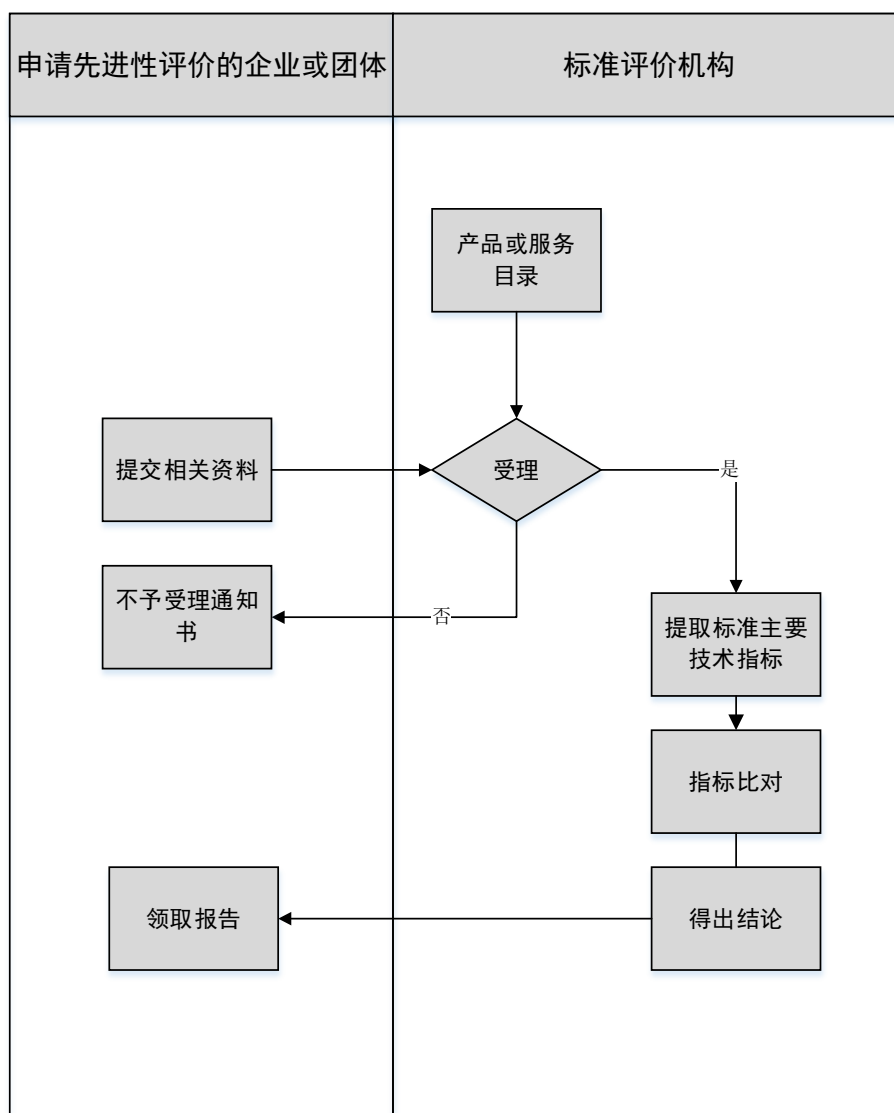 申请先进性评价的企业或团体
标准评价机构
产品或服务
目录
提交相关资料
受理
是
不予受理通知
书
否
提取标准主要
技术指标
指标比对
领取报告
得出结论